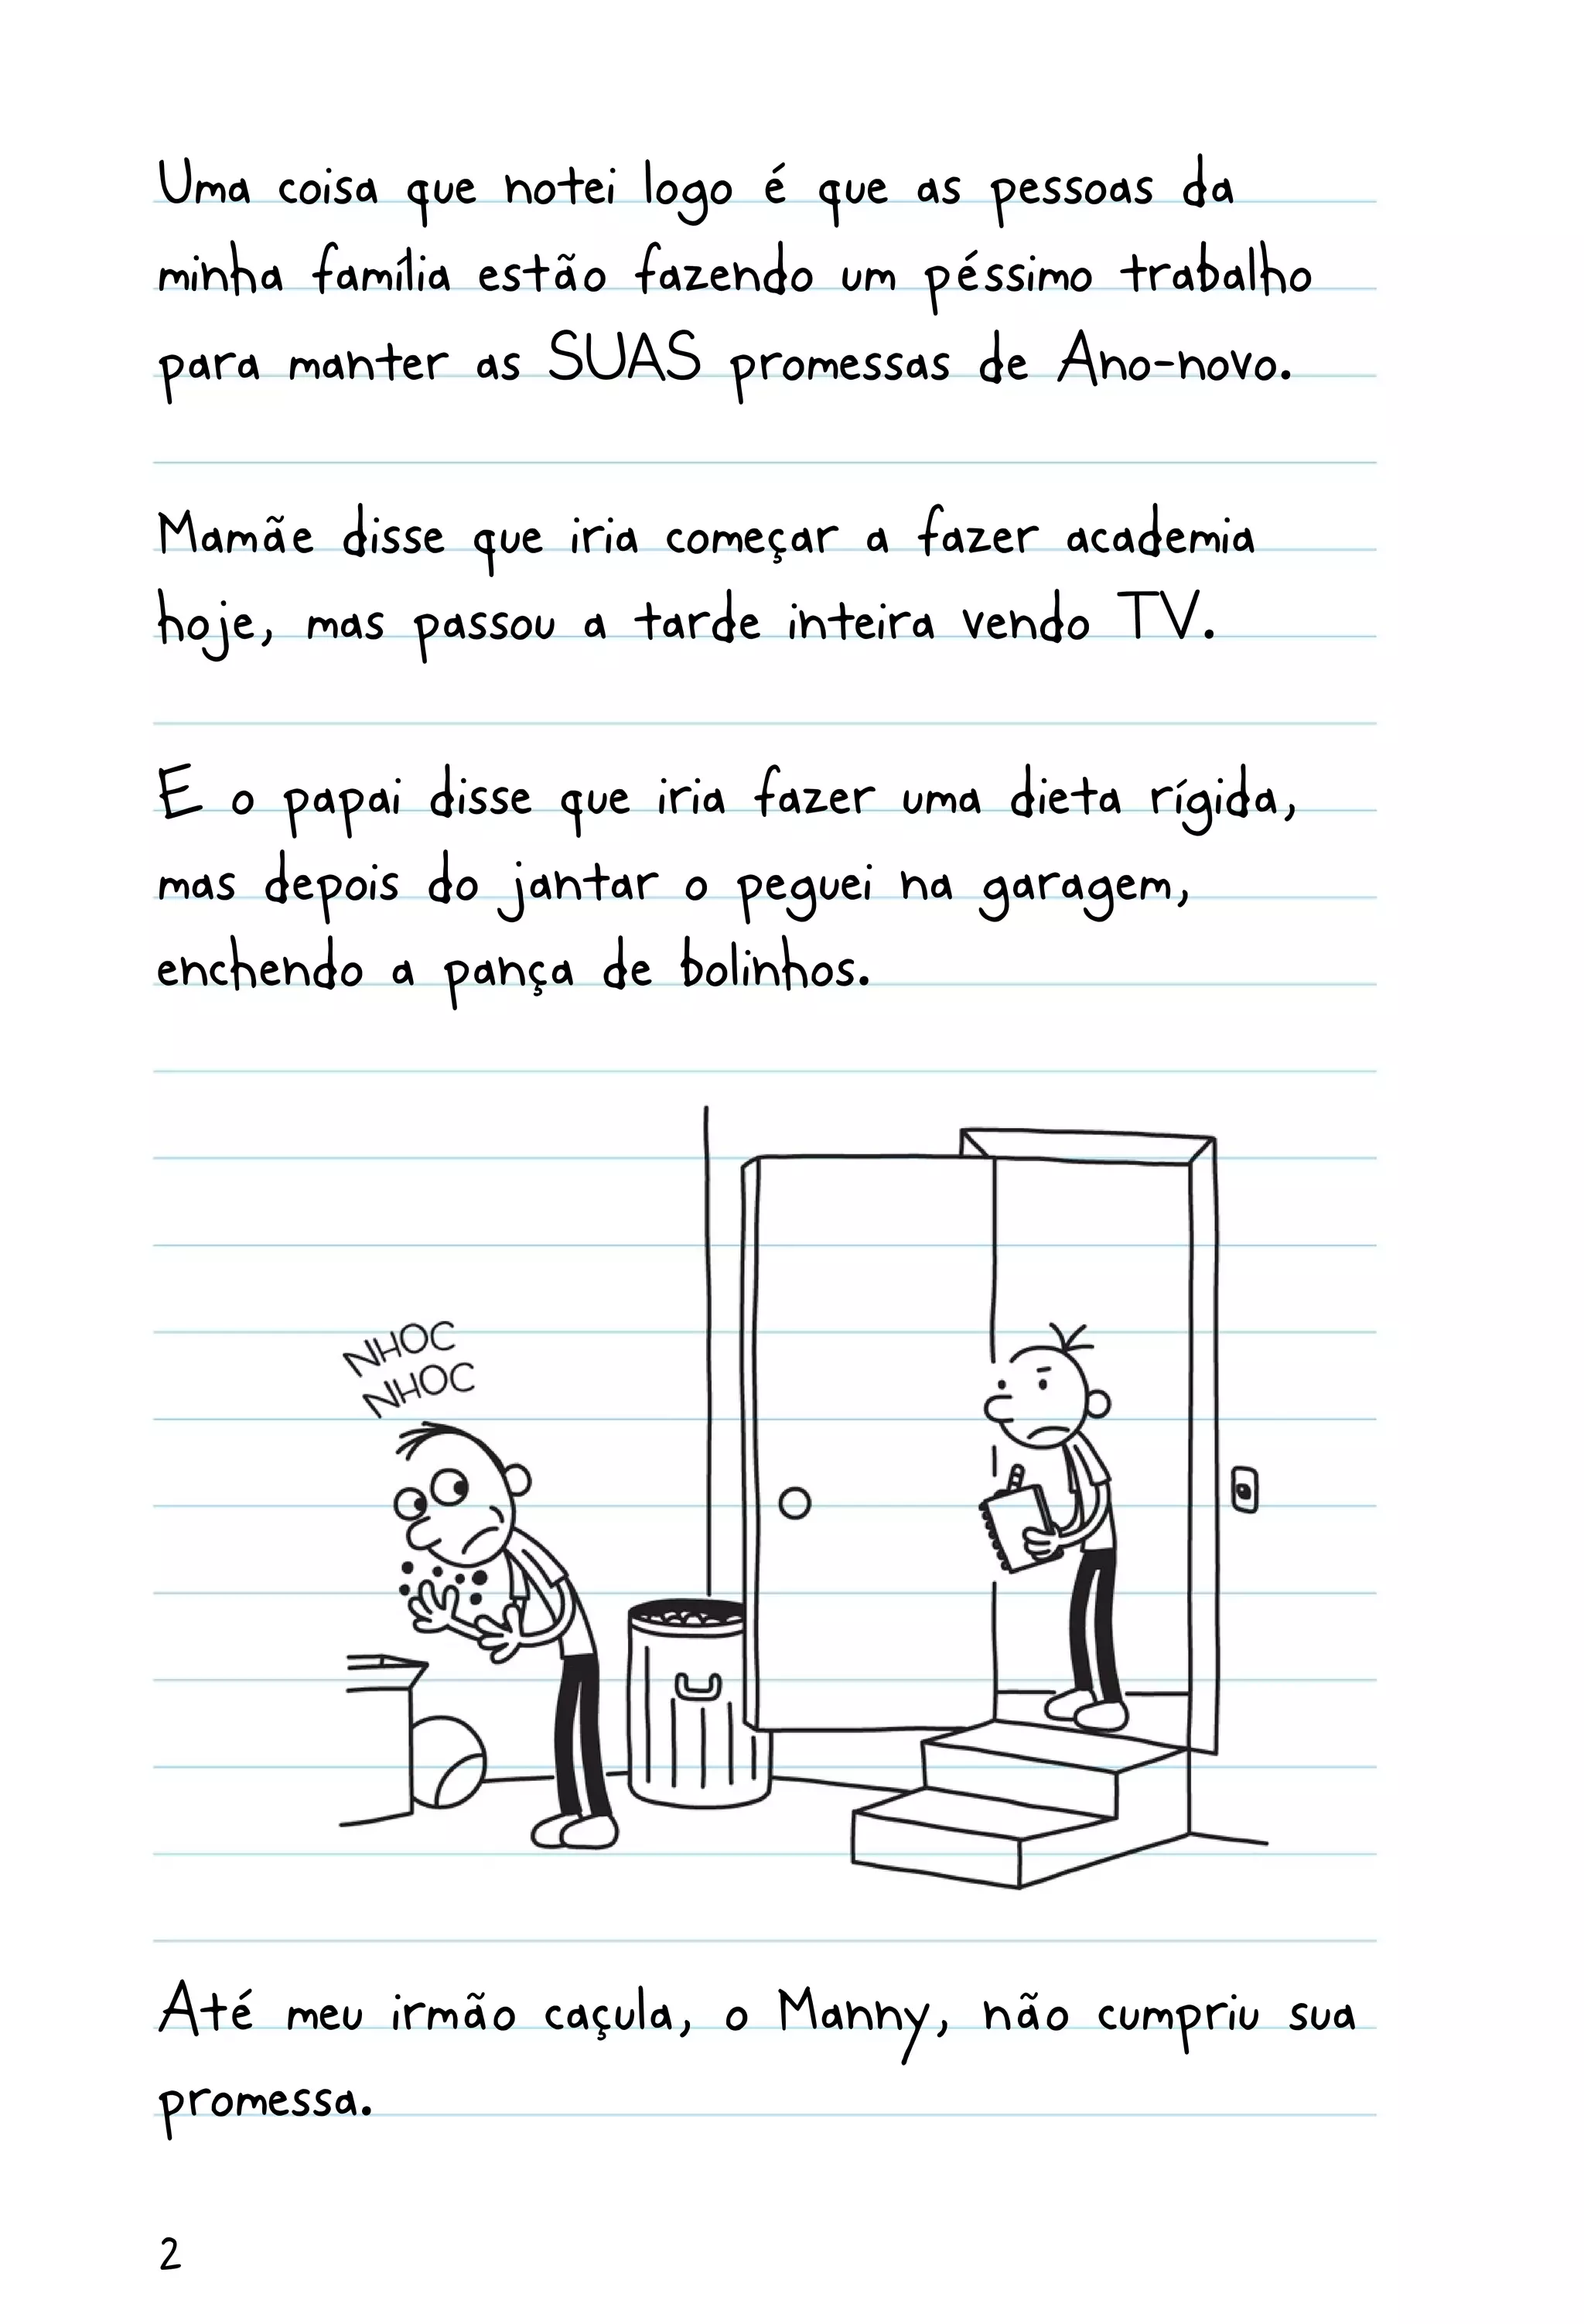 Uma coisa que notei logo é que as pessoas da
minha família estão fazendo um péssimo trabalho
para manter as SUAS promessas de Ano-novo.
Mamãe disse que iria começar a fazer academia
hoje, mas passou a tarde inteira vendo TV.
E o papai disse que iria fazer uma dieta rígida,
mas depois do jantar o peguei na garagem,
enchendo a pança de bolinhos.
NHOC
NHOC
Até meu irmão caçula, o Manny, não cumpriu sua
promessa.
2